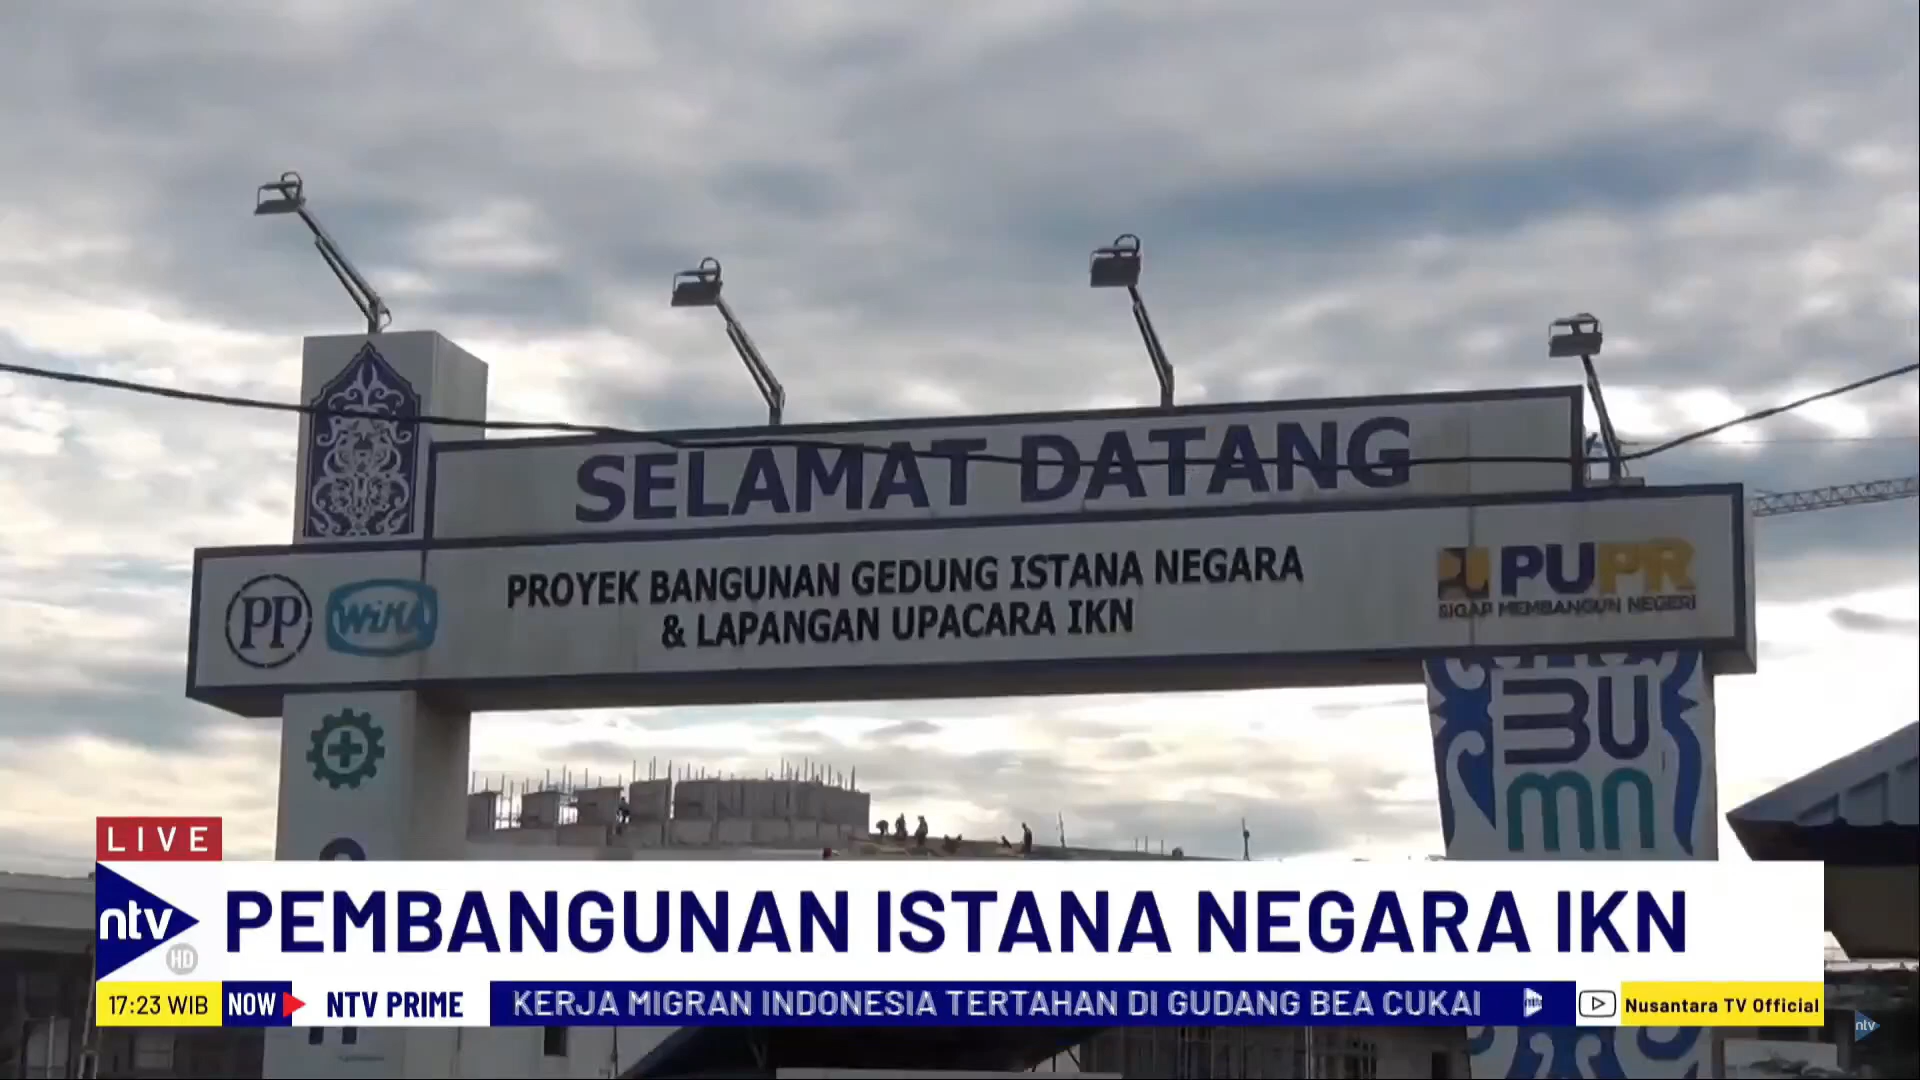 SELAMAT DATANG
PP
WIKA
PROYEK BANGUNAN GEDUNG ISTANA NEGARA
& LAPANGAN UPACARA IKN
PUPR
SIGAP MEMBANGUN NEGERI
BUMN
LIVE
ntv
HD
PEMBANGUNAN ISTANA NEGARA IKN
17:23 WIB
NOW
NTV PRIME
KERJA MIGRAN INDONESIA TERTAHAN DI GUDANG BEA CUKAI
Nusantara TV Official
ntv